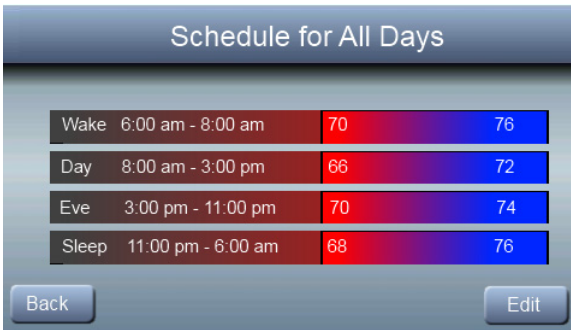 Schedule for All Days
Wake 6:00 am - 8:00 am 70 76
Day 8:00 am - 3:00 pm 66 72
Eve 3:00 pm - 11:00 pm 70 74
Sleep 11:00 pm - 6:00 am 68 76
Back Edit